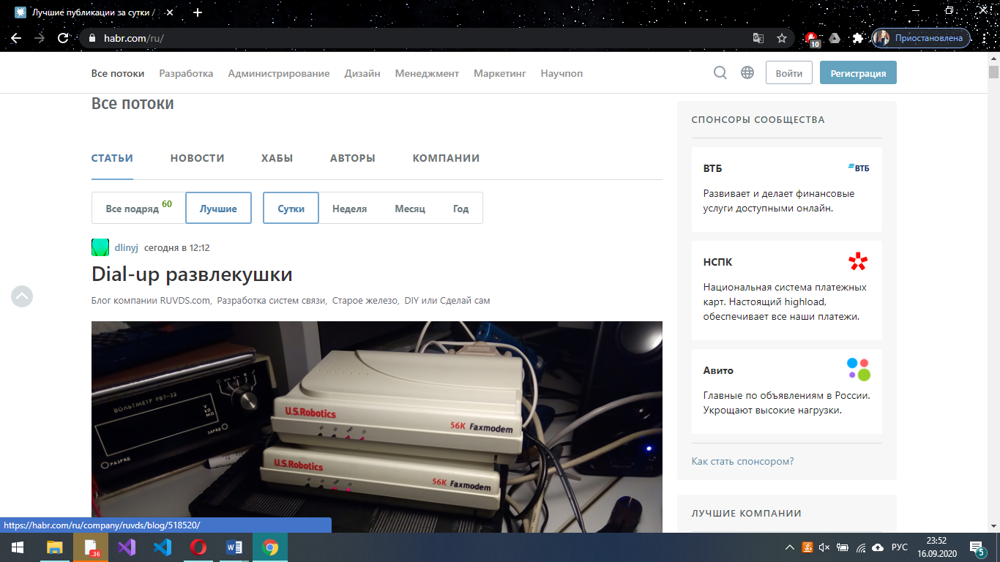 Лучшие публикации за сутки /
habr.com/ru/
10
Приостановлена
Все потоки Разработка Администрирование Дизайн Менеджмент Маркетинг Научпоп
Войти
Регистрация
Все потоки
СТАТЬИ НОВОСТИ ХАБЫ АВТОРЫ КОМПАНИИ
Все подряд 60 Лучшие Сутки Неделя Месяц Год
dlinyj сегодня в 12:12
Dial-up развлекушки
Блог компании RUVDS.com, Разработка систем связи, Старое железо, DIY или Сделай сам
ВОЛЬТМЕТР РВ7-32
V
kΩ
MΩ
ЗАРЯД
РАЗРЯД
U.S.Robotics
56K Faxmodem
U.S.Robotics
56K Faxmodem
СПОНСОРЫ СООБЩЕСТВА
ВТБ
ВТБ
Развивает и делает финансовые
услуги доступными онлайн.
НСПК
Национальная система платежных
карт. Настоящий highload,
обеспечивает все наши платежи.
Авито
Главные по объявлениям в России.
Укрощают высокие нагрузки.
Как стать спонсором?
ЛУЧШИЕ КОМПАНИИ
https://habr.com/ru/company/ruvds/blog/518520/
..36
РУС
23:52
16.09.2020
5